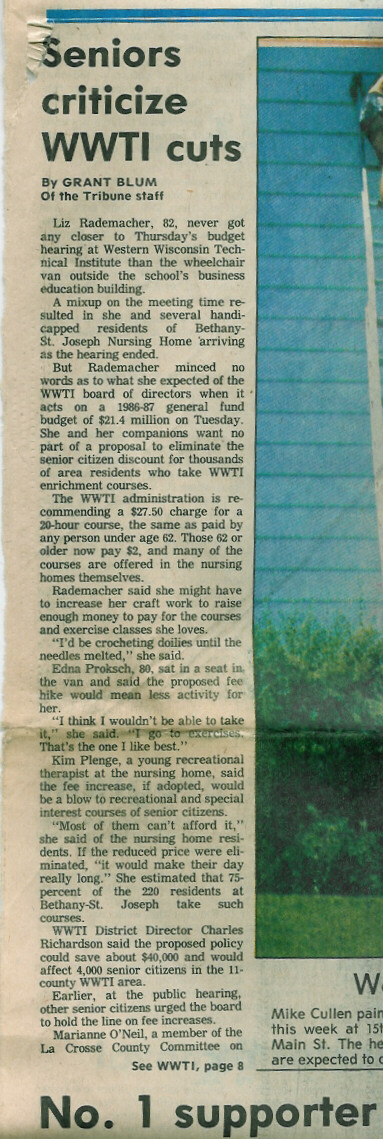 Seniors
criticize
WWTI cuts
By GRANT BLUM
Of the Tribune staff
Liz Rademacher, 82, never got
any closer to Thursday's budget
hearing at Western Wisconsin Tech-
nical Institute than the wheelchair
van outside the school's business
education building.
A mixup on the meeting time re-
sulted in she and several handi-
capped residents of Bethany-
St. Joseph Nursing Home arriving
as the hearing ended.
But Rademacher minced no
words as to what she expected of the
WWTI board of directors when it
acts on a 1986-87 general fund
budget of $21.4 million on Tuesday.
She and her companions want no
part of a proposal to eliminate the
senior citizen discount for thousands
of area residents who take WWTI
enrichment courses.
The WWTI administration is re-
commending a $27.50 charge for a
20-hour course, the same as paid by
any person under age 62. Those 62 or
older now pay $2, and many of the
courses are offered in the nursing
homes themselves.
Rademacher said she might have
to increase her craft work to raise
enough money to pay for the courses
and exercise classes she loves.
"I'd be crocheting doilies until the
needles melted," she said.
Edna Proksch, 80, sat in a seat in
the van and said the proposed fee
hike would mean less activity for
her.
"I think I wouldn't be able to take
it," she said. "I go to exercises.
That's the one I like best."
Kim Plenge, a young recreational
therapist at the nursing home, said
the fee increase, if adopted, would
be a blow to recreational and special
interest courses of senior citizens.
"Most of them can't afford it,"
she said of the nursing home resi-
dents. If the reduced price were eli-
minated, "it would make their day
really long." She estimated that 75-
percent of the 220 residents at
Bethany-St. Joseph take such
courses.
WWTI District Director Charles
Richardson said the proposed policy
could save about $40,000 and would
affect 4,000 senior citizens in the 11-
county WWTI area.
Earlier, at the public hearing,
other senior citizens urged the board
to hold the line on fee increases.
Marianne O'Neil, a member of the
La Crosse County Committee on
See WWTI, page 8
Mike Cullen pain
this week at 15t
Main St. The he
are expected to
No. 1 supporter